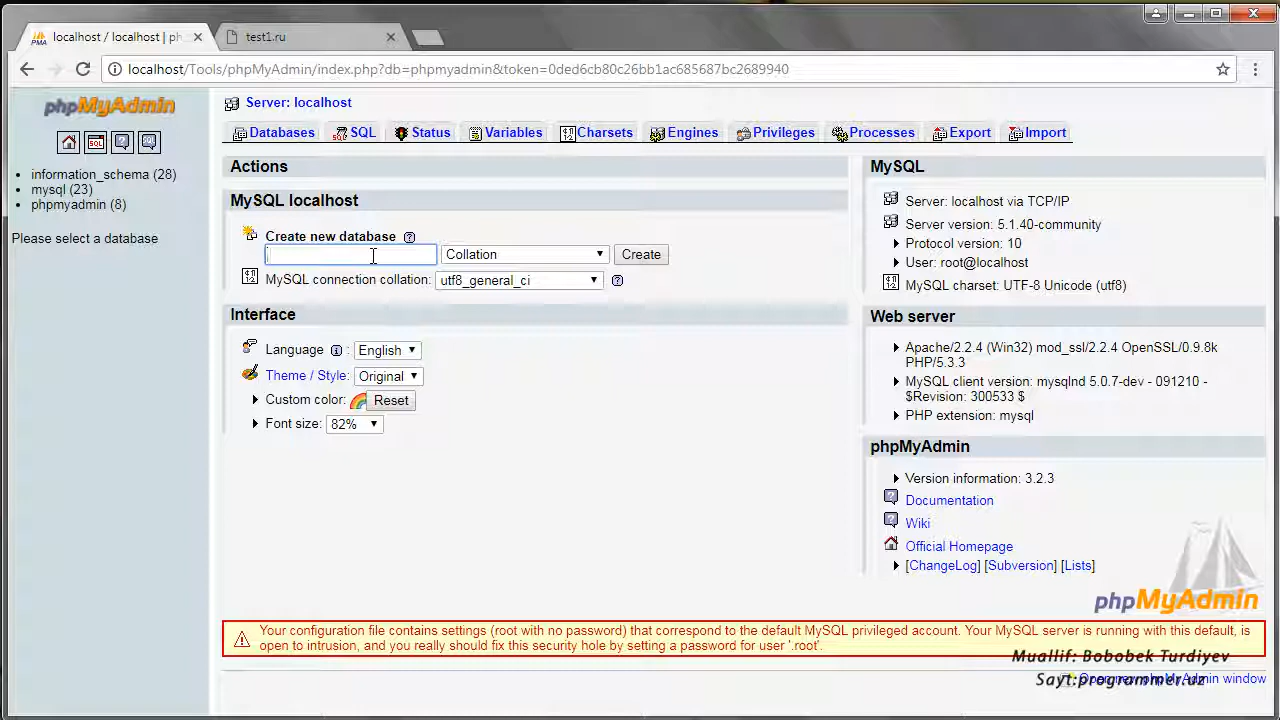 localhost / localhost | ph
test1.ru
localhost/Tools/phpMyAdmin/index.php?db=phpmyadmin&token=0ded6cb80c26bb1ac685687bc2689940
phpMyAdmin
SQL
information_schema (28)
mysql (23)
phpmyadmin (8)
Please select a database
Server: localhost
Databases SQL Status Variables Charsets Engines Privileges Processes Export Import
Actions
MySQL localhost
Create new database
Collation Create
MySQL connection collation: utf8_general_ci
Interface
Language : English
Theme / Style: Original
Custom color: Reset
Font size: 82%
MySQL
Server: localhost via TCP/IP
Server version: 5.1.40-community
Protocol version: 10
User: root@localhost
MySQL charset: UTF-8 Unicode (utf8)
Web server
Apache/2.2.4 (Win32) mod_ssl/2.2.4 OpenSSL/0.9.8k
PHP/5.3.3
MySQL client version: mysqlnd 5.0.7-dev - 091210 -
$Revision: 300533 $
PHP extension: mysql
phpMyAdmin
Version information: 3.2.3
Documentation
Wiki
Official Homepage
[ChangeLog] [Subversion] [Lists]
phpMyAdmin
Your configuration file contains settings (root with no password) that correspond to the default MySQL privileged account. Your MySQL server is running with this default, is
open to intrusion, and you really should fix this security hole by setting a password for user '.root'.
Muallif: Bobobek Turdiyev
Open new phpMyAdmin window
Sayt:programmer.uz